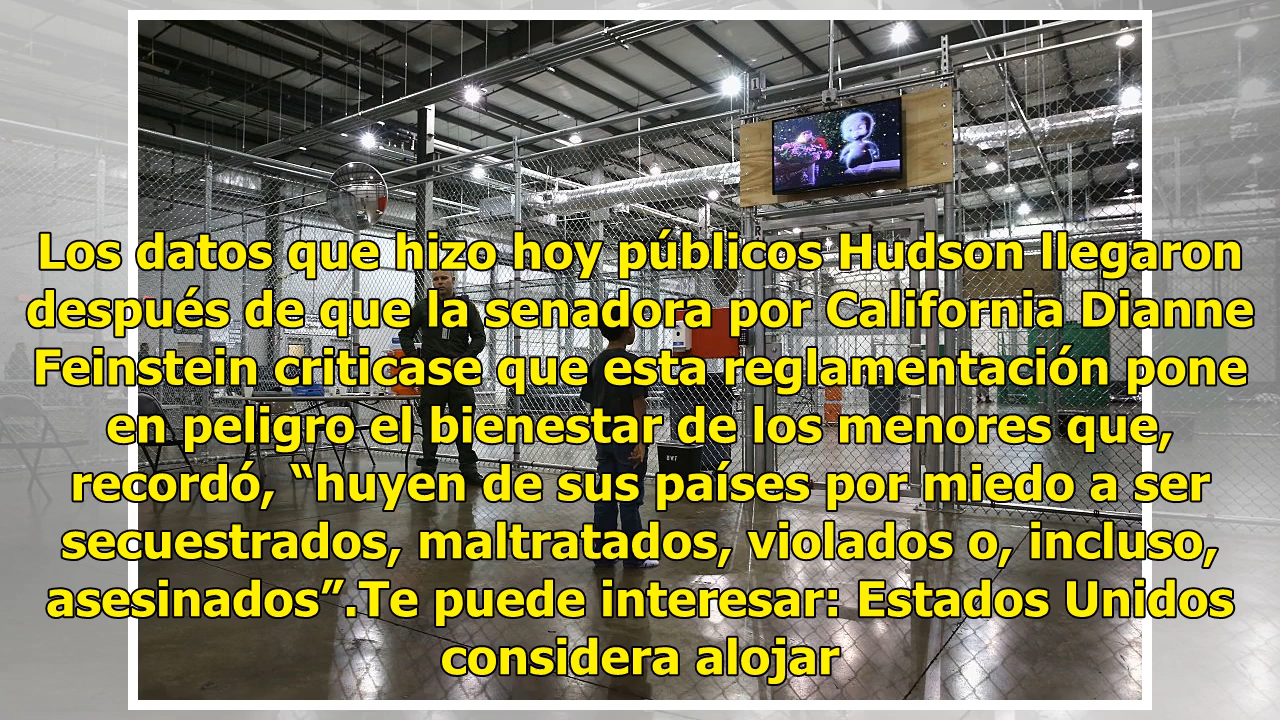 Los datos que hizo hoy públicos Hudson llegaron
después de que la senadora por California Dianne
Feinstein criticase que esta reglamentación pone
en peligro el bienestar de los menores que,
recordó, “huyen de sus países por miedo a ser
secuestrados, maltratados, violados o, incluso,
asesinados”.Te puede interesar: Estados Unidos
considera alojar